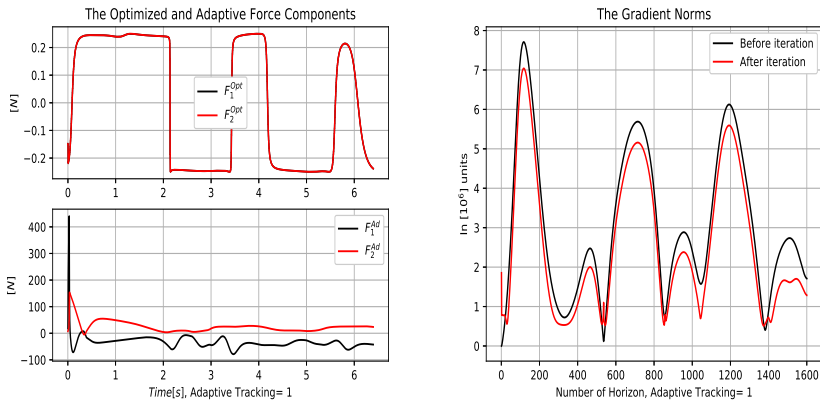 The Optimized and Adaptive Force Components
0.2
0.1
0.0
−0.1
−0.2
[N]
F₁ᴼᵖᵗ
F₂ᴼᵖᵗ
0 1 2 3 4 5 6
400
300
200
100
0
−100
[N]
F₁ᴬᵈ
F₂ᴬᵈ
0 1 2 3 4 5 6
Time[s], Adaptive Tracking= 1
The Gradient Norms
8
7
6
5
4
3
2
1
0
ln [10⁶] units
Before iteration
After iteration
0 200 400 600 800 1000 1200 1400 1600
Number of Horizon, Adaptive Tracking= 1